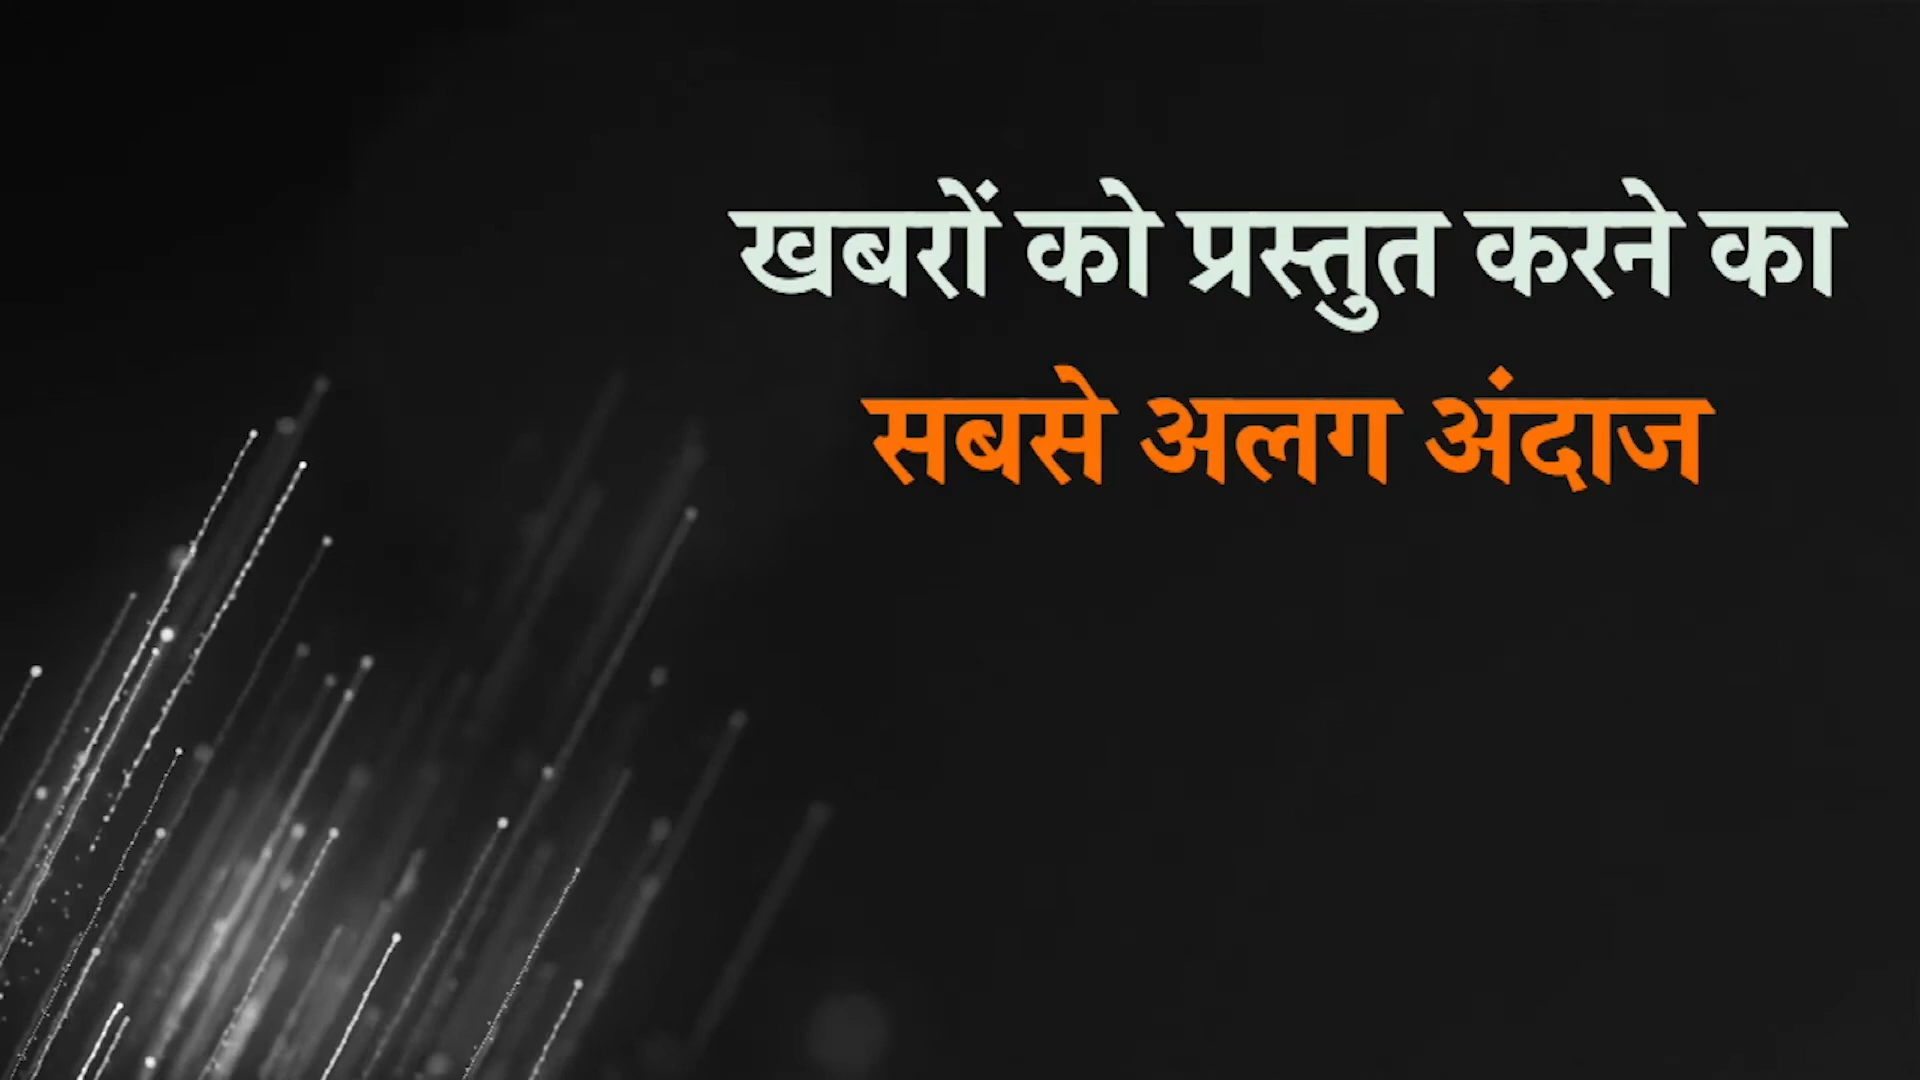 खबरों को प्रस्तुत करने का
सबसे अलग अंदाज